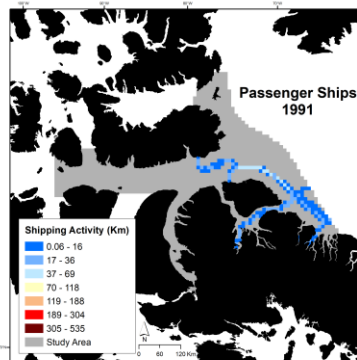 Passenger Ships
1991
Shipping Activity (Km)
0.06 - 16
17 - 36
37 - 69
70 - 118
119 - 188
189 - 304
305 - 535
Study Area
N
0 60 120 Km